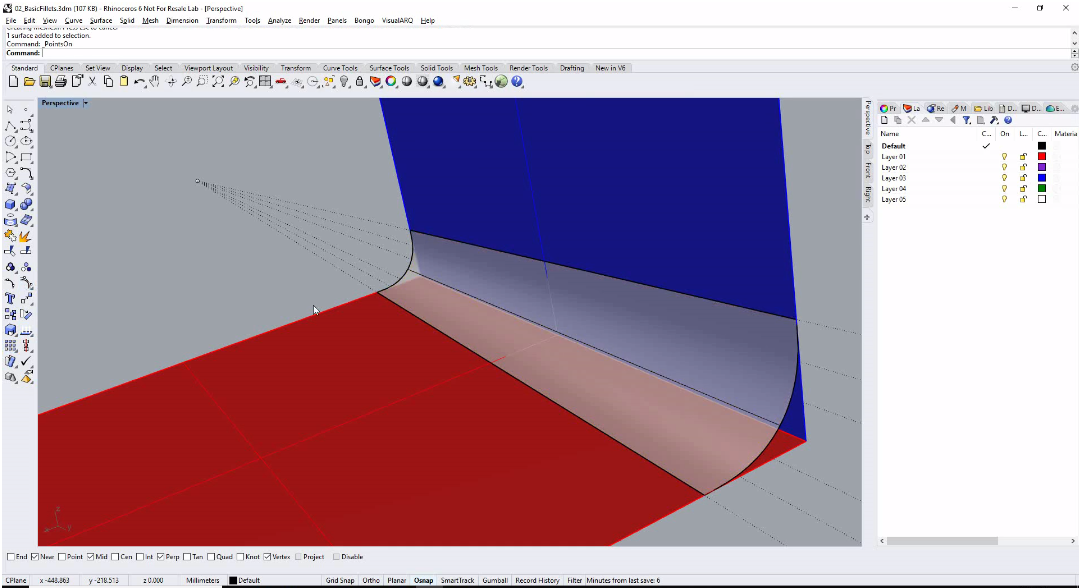 02_BasicFillets.3dm (107 KB) - Rhinoceros 6 Not For Resale Lab - [Perspective]
File Edit View Curve Surface Solid Mesh Dimension Transform Tools Analyze Render Panels Bongo VisualARQ Help
1 surface added to selection.
Command: _PointsOn
Command:
Standard CPlanes Set View Display Select Viewport Layout Visibility Transform Curve Tools Surface Tools Solid Tools Mesh Tools Render Tools Drafting New in V6
Perspective
Perspective
Top
Front
Right
Pr La Re M Lib D... D... E...
Name C... On L... C... Material
Default
Layer 01
Layer 02
Layer 03
Layer 04
Layer 05
z
y
x
End Near Point Mid Cen Int Perp Tan Quad Knot Vertex Project Disable
CPlane x -448.863 y -218.513 z 0.000 Millimeters Default Grid Snap Ortho Planar Osnap SmartTrack Gumball Record History Filter Minutes from last save: 6